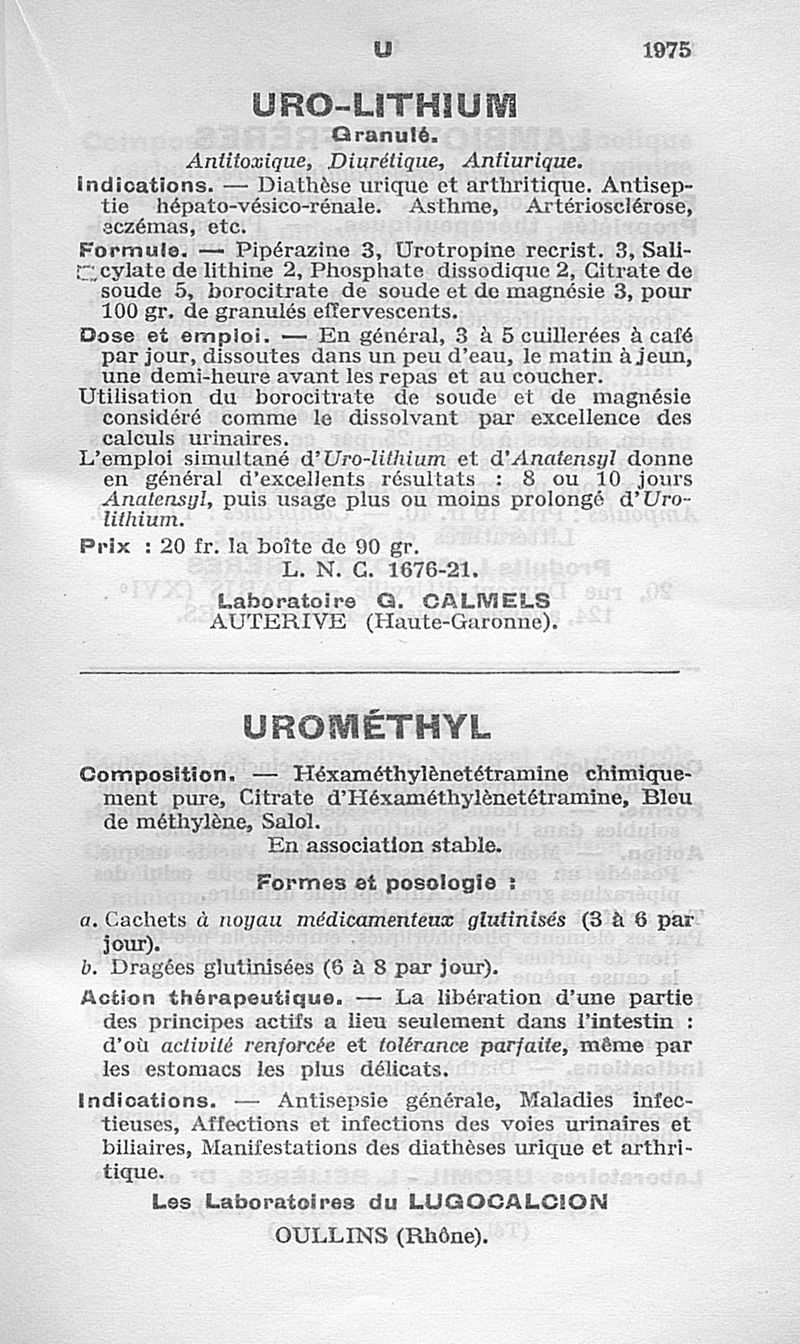 U 1975
URO-LITHIUM
Granulé.
Antitoxique, Diurétique, Antiurique.
Indications. — Diathèse urique et arthritique. Antisep-
tie hépato-vésico-rénale. Asthme, Artériosclérose,
eczémas, etc.
Formule. — Pipérazine 3, Urotropine recrist. 3, Sali-
cylate de lithine 2, Phosphate dissodique 2, Citrate de
soude 5, borocitrate de soude et de magnésie 3, pour
100 gr. de granulés effervescents.
Dose et emploi. — En général, 3 à 5 cuillerées à café
par jour, dissoutes dans un peu d'eau, le matin à jeun,
une demi-heure avant les repas et au coucher.
Utilisation du borocitrate de soude et de magnésie
considéré comme le dissolvant par excellence des
calculs urinaires.
L'emploi simultané d'Uro-lithium et d'Anatensyl donne
en général d'excellents résultats : 8 ou 10 jours
Anatensyl, puis usage plus ou moins prolongé d'Uro-
lithium.
Prix : 20 fr. la boîte de 90 gr.
L. N. C. 1676-21.
Laboratoire G. CALMELS
AUTERIVE (Haute-Garonne).
UROMÉTHYL
Composition. — Héxaméthylènetétramine chimique-
ment pure, Citrate d'Héxaméthylènetétramine, Bleu
de méthylène, Salol.
En association stable.
Formes et posologie :
a. Cachets à noyau médicamenteux glutinisés (3 à 6 par
jour).
b. Dragées glutinisées (6 à 8 par jour).
Action thérapeutique. — La libération d'une partie
des principes actifs a lieu seulement dans l'intestin :
d'où activité renforcée et tolérance parfaite, même par
les estomacs les plus délicats.
Indications. — Antisepsie générale, Maladies infec-
tieuses, Affections et infections des voies urinaires et
biliaires, Manifestations des diathèses urique et arthri-
tique.
Les Laboratoires du LUGOCALCION
OULLINS (Rhône).